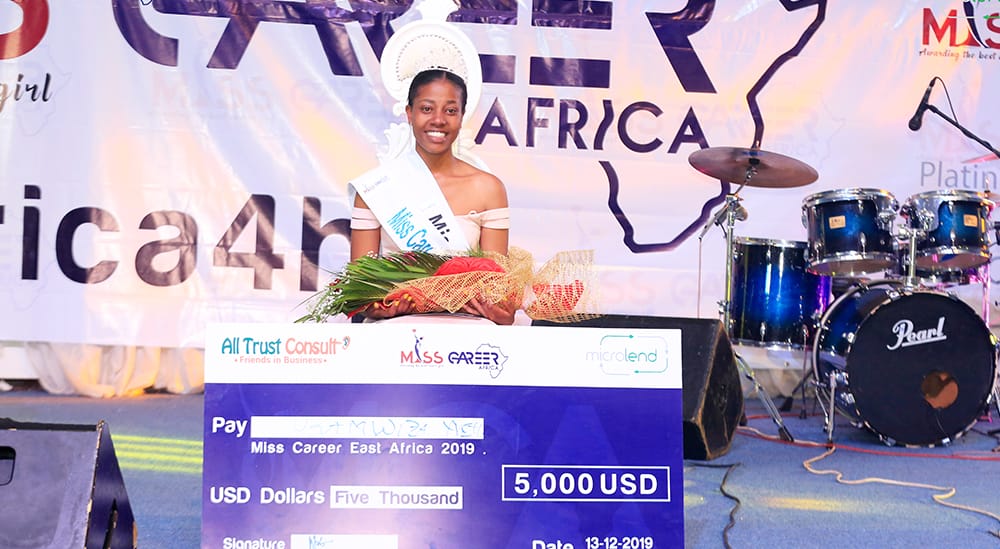 CAREER
AFRICA
girl
rica4h
MISS
Awarding the best
Platin
Miss Car
Pearl
All Trust Consult
• Friends in Business •
MISS CAREER
AFRICA
microlend
Pay
Miss Career East Africa 2019 .
USD Dollars Five Thousand
5,000 USD
Signature
Date 13-12-2019